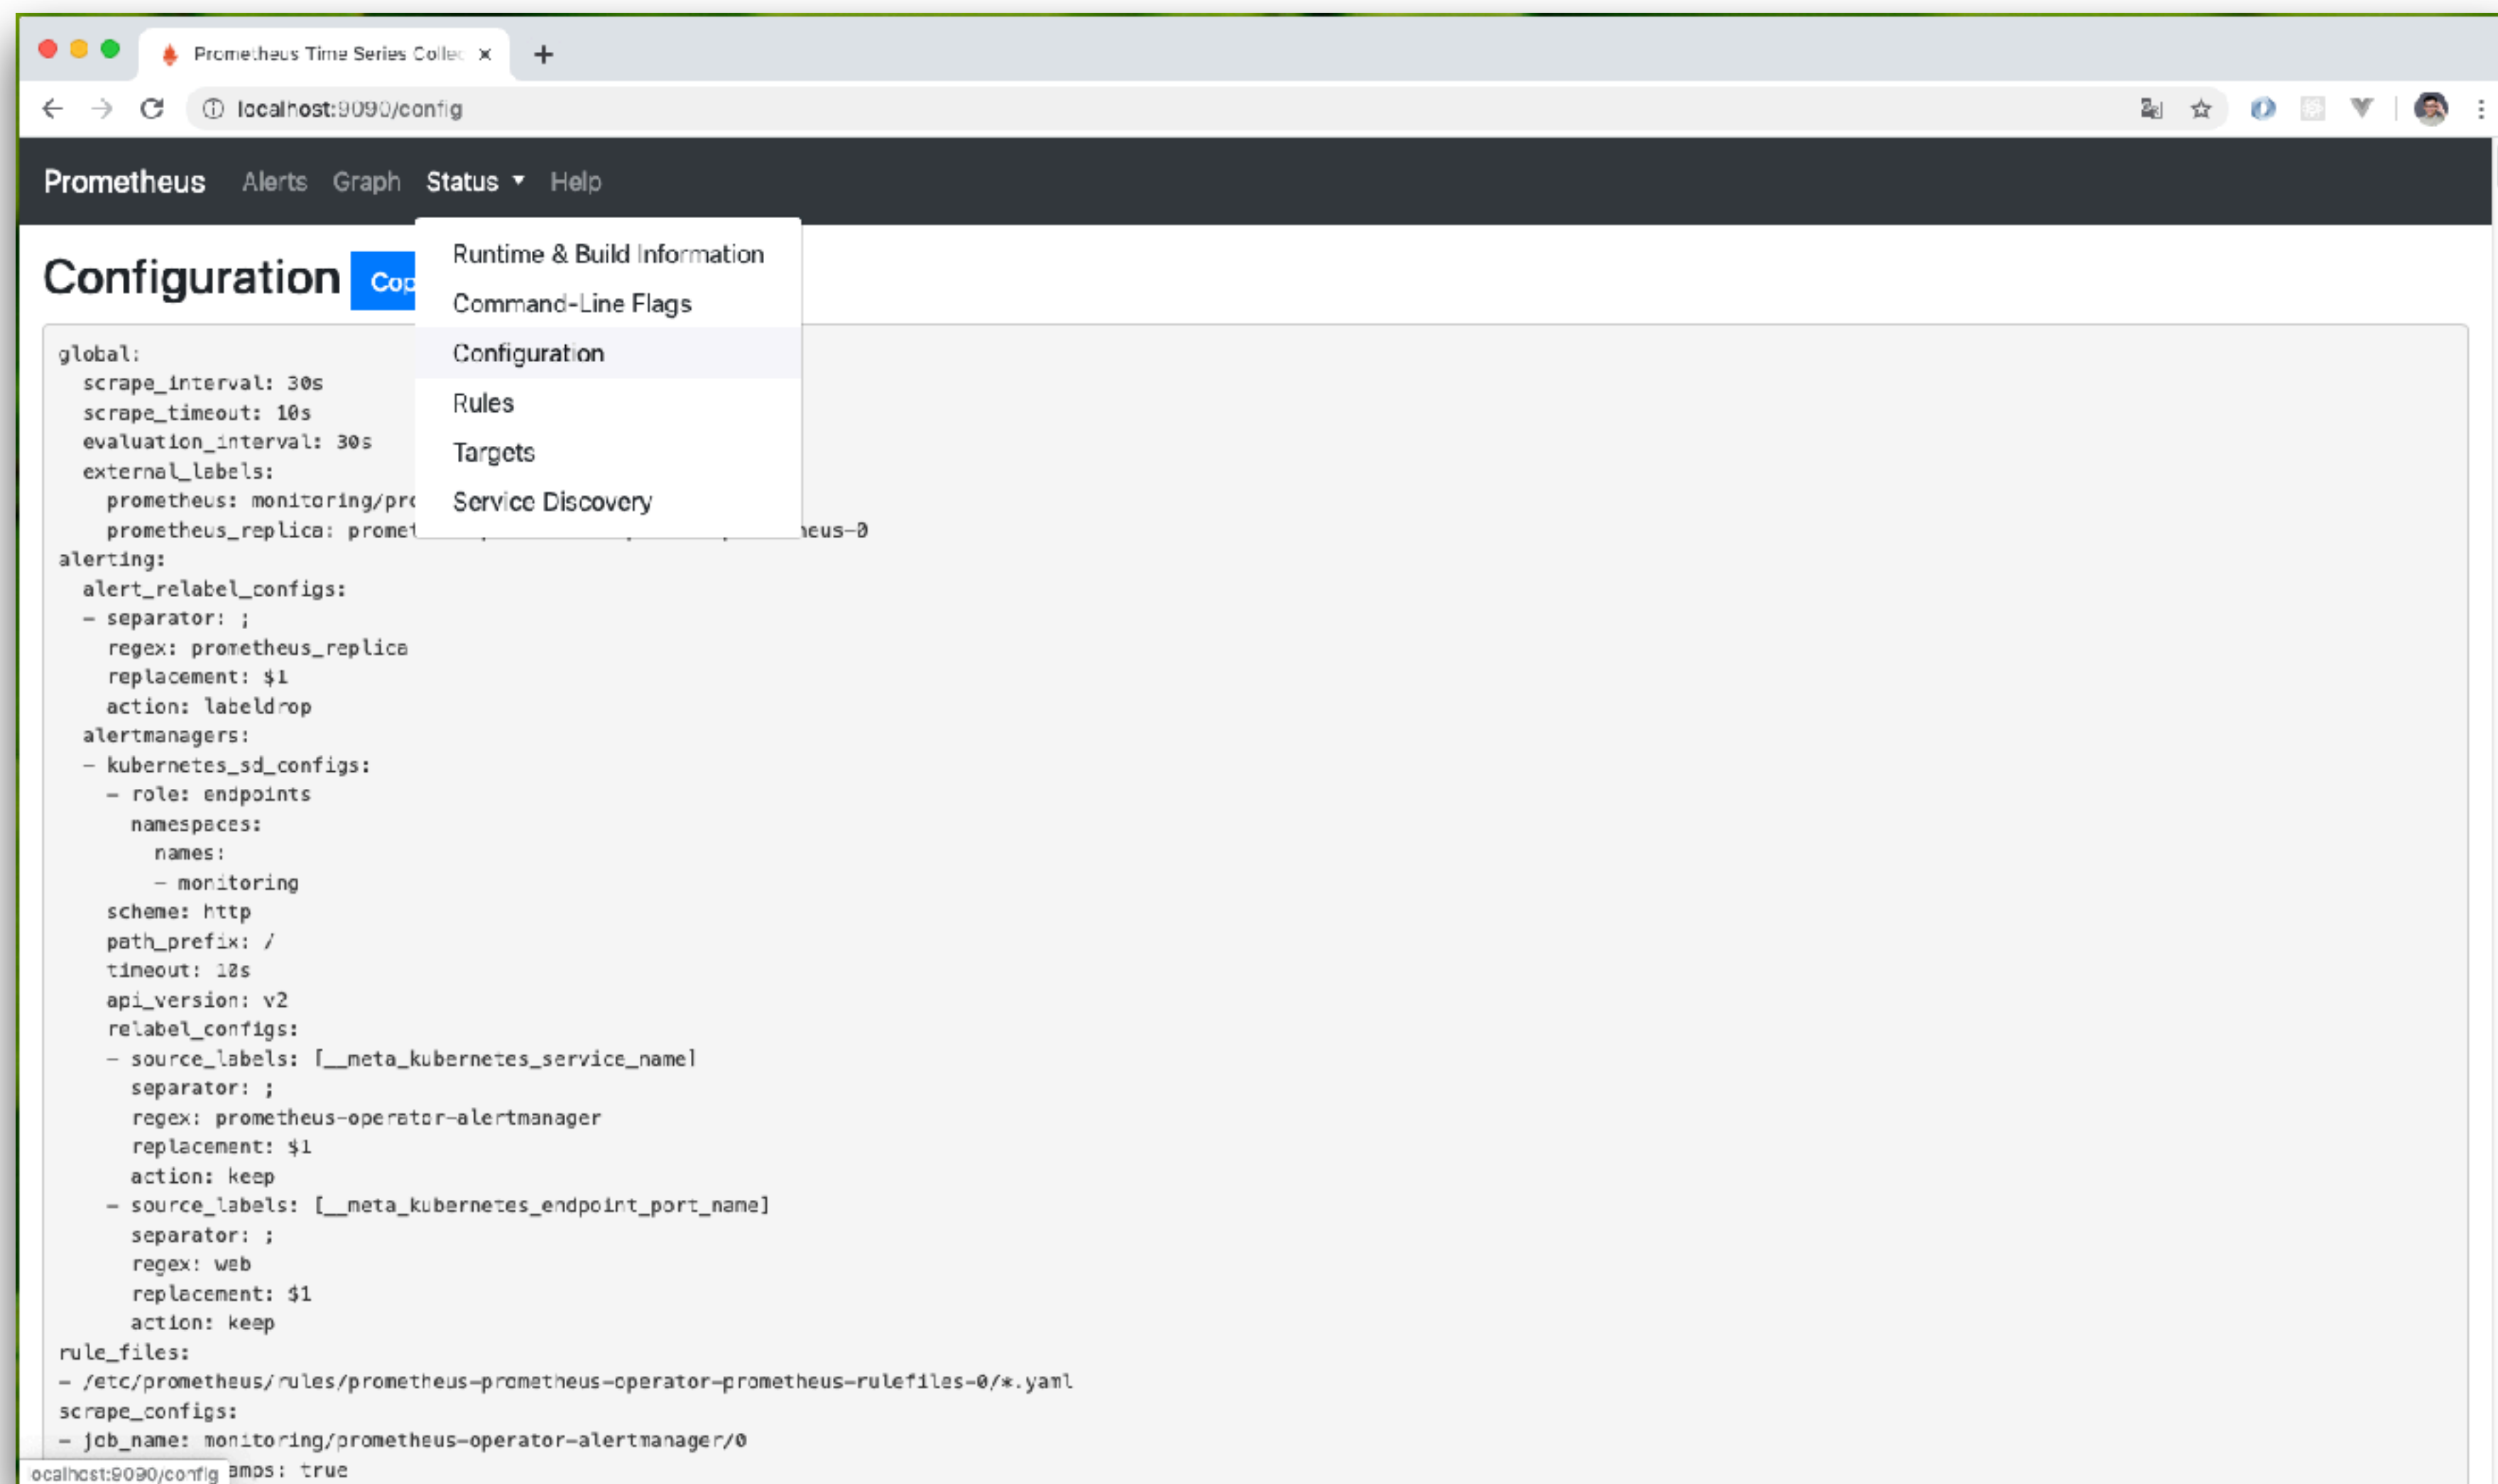 Prometheus Time Series Collec
localhost:9090/config
Prometheus Alerts Graph Status Help
Configuration Cop
Runtime & Build Information
Command-Line Flags
Configuration
Rules
Targets
Service Discovery
global:
  scrape_interval: 30s
  scrape_timeout: 10s
  evaluation_interval: 30s
  external_labels:
    prometheus: monitoring/pro
    prometheus_replica: promet heus-0
alerting:
  alert_relabel_configs:
  - separator: ;
    regex: prometheus_replica
    replacement: $1
    action: labeldrop
  alertmanagers:
  - kubernetes_sd_configs:
    - role: endpoints
      namespaces:
        names:
        - monitoring
    scheme: http
    path_prefix: /
    timeout: 10s
    api_version: v2
    relabel_configs:
    - source_labels: [__meta_kubernetes_service_name]
      separator: ;
      regex: prometheus-operator-alertmanager
      replacement: $1
      action: keep
    - source_labels: [__meta_kubernetes_endpoint_port_name]
      separator: ;
      regex: web
      replacement: $1
      action: keep
rule_files:
- /etc/prometheus/rules/prometheus-prometheus-operator-prometheus-rulefiles-0/*.yaml
scrape_configs:
- job_name: monitoring/prometheus-operator-alertmanager/0
localhost:9090/config amps: true